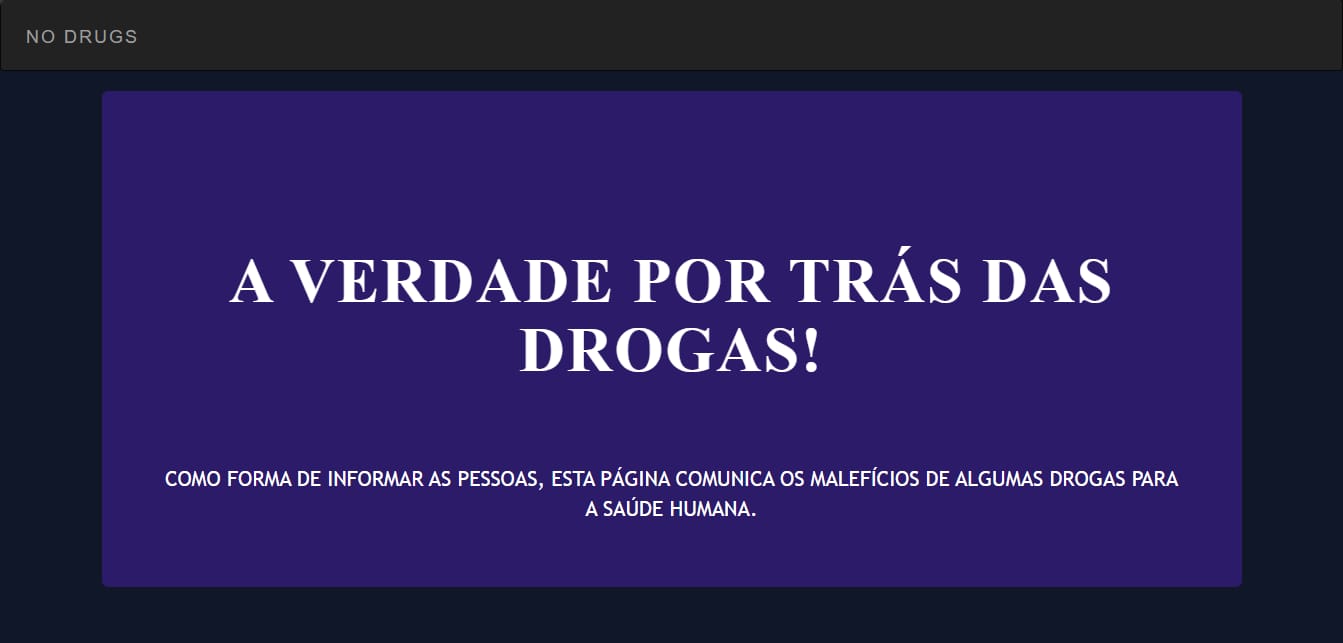 NO DRUGS
A VERDADE POR TRÁS DAS
DROGAS!
COMO FORMA DE INFORMAR AS PESSOAS, ESTA PÁGINA COMUNICA OS MALEFÍCIOS DE ALGUMAS DROGAS PARA
A SAÚDE HUMANA.